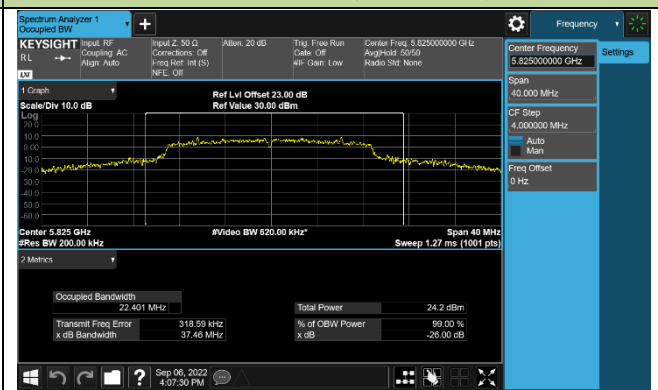 Spectrum Analyzer 1
Occupied BW
+
Frequency
KEYSIGHT
RL
LXI
Input: RF
Coupling: AC
Align: Auto
Input Z: 50 Ω
Corrections: Off
Freq Ref: Int (S)
NFE: Off
Atten: 20 dB
Trig: Free Run
Gate: Off
#IF Gain: Low
Center Freq: 5.825000000 GHz
Avg|Hold: 50/50
Radio Std: None
Center Frequency
5.825000000 GHz
Settings
Span
40.000 MHz
CF Step
4.000000 MHz
Auto
Man
Freq Offset
0 Hz
1 Graph
Scale/Div 10.0 dB
Ref Lvl Offset 23.00 dB
Ref Value 30.00 dBm
Log
20.0
10.0
0.00
-10.0
-20.0
-30.0
-40.0
-50.0
-60.0
Center 5.825 GHz
#Res BW 200.00 kHz
#Video BW 620.00 kHz*
Span 40 MHz
Sweep 1.27 ms (1001 pts)
2 Metrics
Occupied Bandwidth
22.401 MHz
Total Power 24.2 dBm
Transmit Freq Error 318.59 kHz
% of OBW Power 99.00 %
x dB Bandwidth 37.46 MHz
x dB -26.00 dB
?
Sep 06, 2022
4:07:30 PM